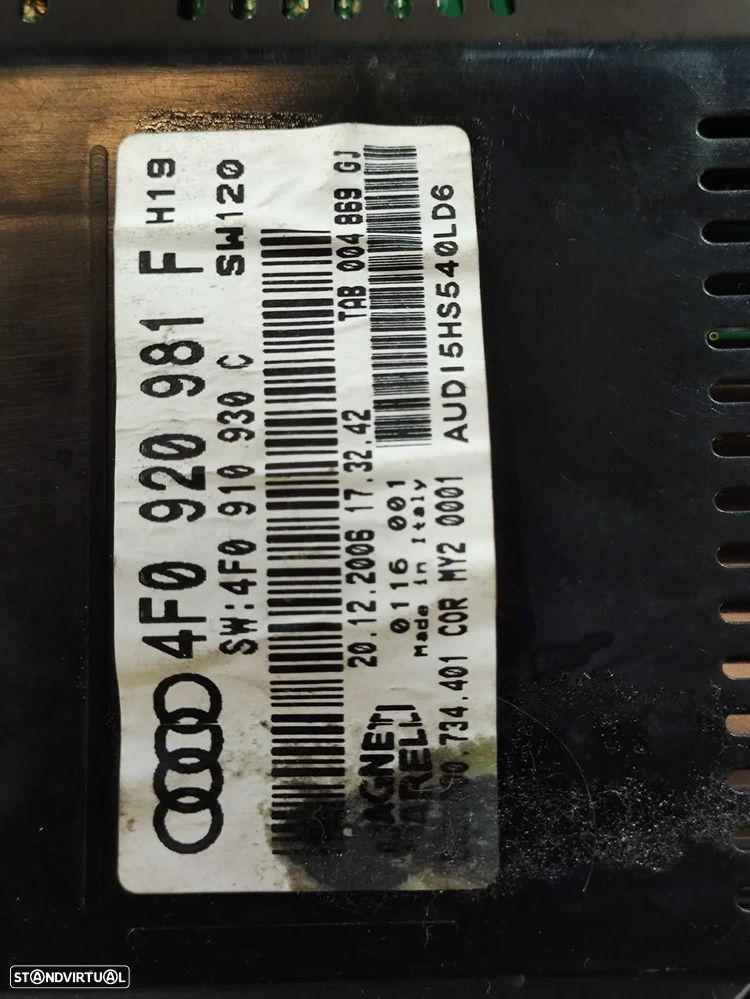 4F0 920 981 F H19
SW:4F0 910 930 C SW120
20.12.2006 17.32.42 TAB 004 869 GJ
0116 001
Made in Italy
.734.401 COR MY2 0001 AUDI5HS540LD6
STANDVIRTUAL